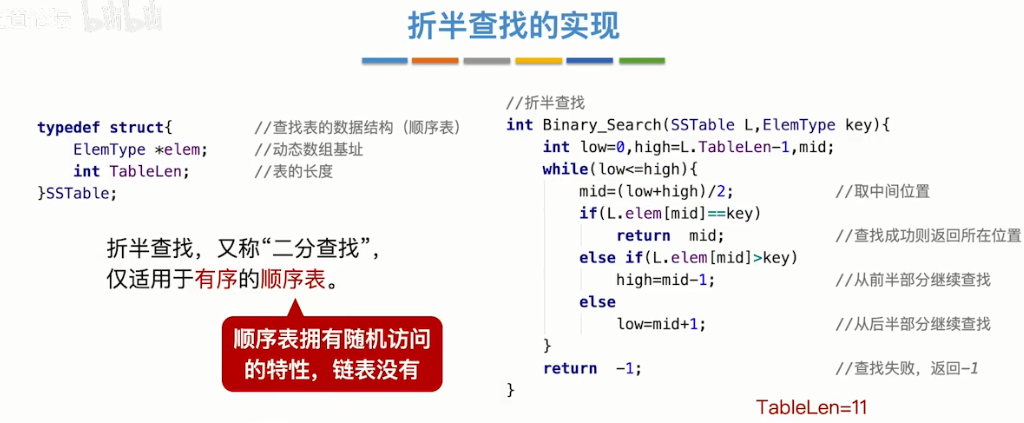 折半查找的实现
typedef struct{ //查找表的数据结构（顺序表）
ElemType *elem; //动态数组基址
int TableLen; //表的长度
}SSTable;
折半查找，又称“二分查找”，
仅适用于有序的顺序表。
顺序表拥有随机访问
的特性，链表没有
//折半查找
int Binary_Search(SSTable L,ElemType key){
int low=0,high=L.TableLen-1,mid;
while(low<=high){
mid=(low+high)/2; //取中间位置
if(L.elem[mid]==key)
return mid; //查找成功则返回所在位置
else if(L.elem[mid]>key)
high=mid-1; //从前半部分继续查找
else
low=mid+1; //从后半部分继续查找
}
return -1; //查找失败，返回-1
}
TableLen=11